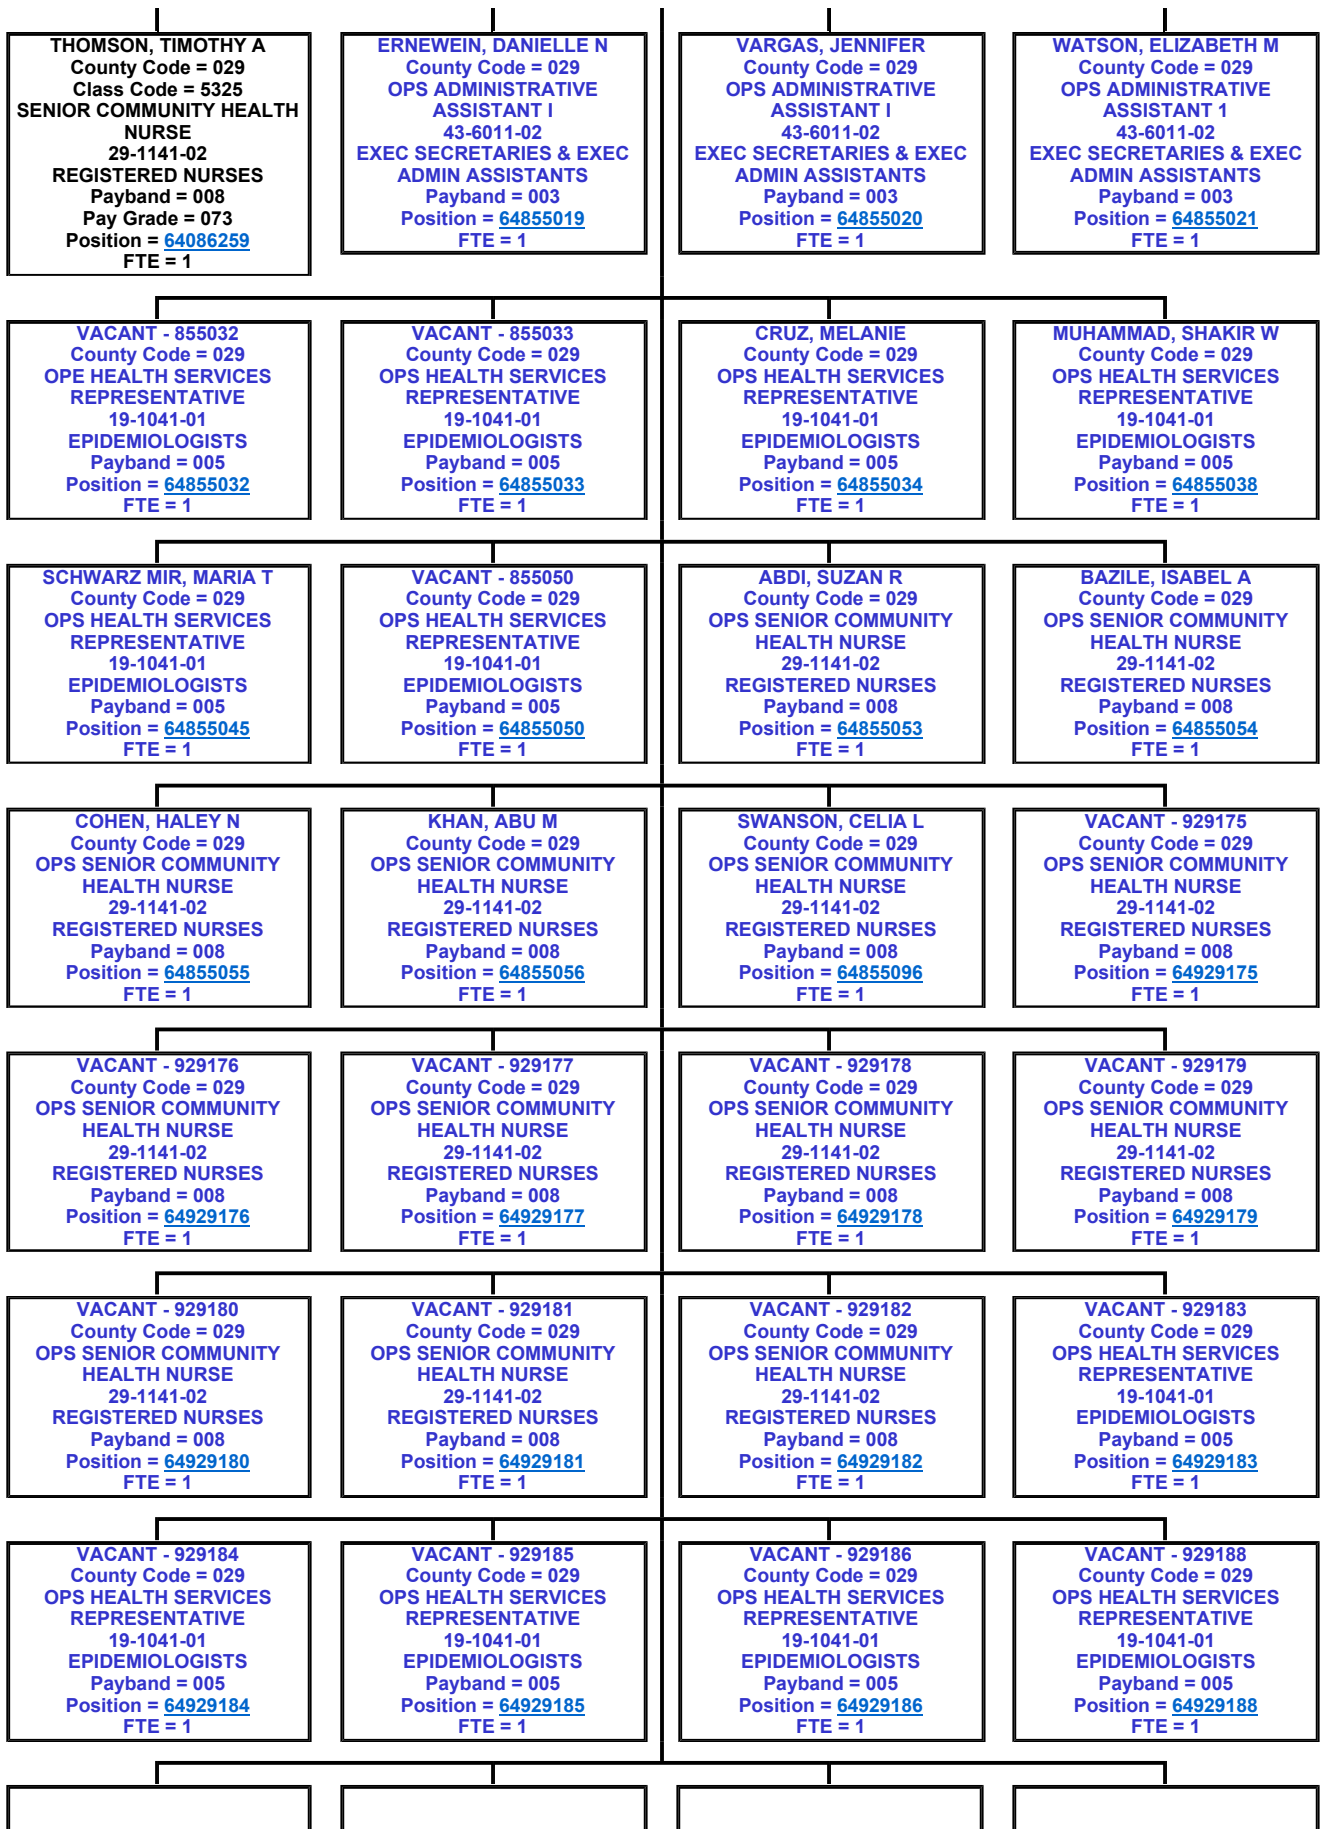 THOMSON, TIMOTHY A
County Code = 029
Class Code = 5325
SENIOR COMMUNITY HEALTH
NURSE
29-1141-02
REGISTERED NURSES
Payband = 008
Pay Grade = 073
Position = 64086259
FTE = 1
ERNEWEIN, DANIELLE N
County Code = 029
OPS ADMINISTRATIVE
ASSISTANT I
43-6011-02
EXEC SECRETARIES & EXEC
ADMIN ASSISTANTS
Payband = 003
Position = 64855019
FTE = 1
VARGAS, JENNIFER
County Code = 029
OPS ADMINISTRATIVE
ASSISTANT I
43-6011-02
EXEC SECRETARIES & EXEC
ADMIN ASSISTANTS
Payband = 003
Position = 64855020
FTE = 1
WATSON, ELIZABETH M
County Code = 029
OPS ADMINISTRATIVE
ASSISTANT 1
43-6011-02
EXEC SECRETARIES & EXEC
ADMIN ASSISTANTS
Payband = 003
Position = 64855021
FTE = 1
VACANT - 855032
County Code = 029
OPE HEALTH SERVICES
REPRESENTATIVE
19-1041-01
EPIDEMIOLOGISTS
Payband = 005
Position = 64855032
FTE = 1
VACANT - 855033
County Code = 029
OPS HEALTH SERVICES
REPRESENTATIVE
19-1041-01
EPIDEMIOLOGISTS
Payband = 005
Position = 64855033
FTE = 1
CRUZ, MELANIE
County Code = 029
OPS HEALTH SERVICES
REPRESENTATIVE
19-1041-01
EPIDEMIOLOGISTS
Payband = 005
Position = 64855034
FTE = 1
MUHAMMAD, SHAKIR W
County Code = 029
OPS HEALTH SERVICES
REPRESENTATIVE
19-1041-01
EPIDEMIOLOGISTS
Payband = 005
Position = 64855038
FTE = 1
SCHWARZ MIR, MARIA T
County Code = 029
OPS HEALTH SERVICES
REPRESENTATIVE
19-1041-01
EPIDEMIOLOGISTS
Payband = 005
Position = 64855045
FTE = 1
VACANT - 855050
County Code = 029
OPS HEALTH SERVICES
REPRESENTATIVE
19-1041-01
EPIDEMIOLOGISTS
Payband = 005
Position = 64855050
FTE = 1
ABDI, SUZAN R
County Code = 029
OPS SENIOR COMMUNITY
HEALTH NURSE
29-1141-02
REGISTERED NURSES
Payband = 008
Position = 64855053
FTE = 1
BAZILE, ISABEL A
County Code = 029
OPS SENIOR COMMUNITY
HEALTH NURSE
29-1141-02
REGISTERED NURSES
Payband = 008
Position = 64855054
FTE = 1
COHEN, HALEY N
County Code = 029
OPS SENIOR COMMUNITY
HEALTH NURSE
29-1141-02
REGISTERED NURSES
Payband = 008
Position = 64855055
FTE = 1
KHAN, ABU M
County Code = 029
OPS SENIOR COMMUNITY
HEALTH NURSE
29-1141-02
REGISTERED NURSES
Payband = 008
Position = 64855056
FTE = 1
SWANSON, CELIA L
County Code = 029
OPS SENIOR COMMUNITY
HEALTH NURSE
29-1141-02
REGISTERED NURSES
Payband = 008
Position = 64855096
FTE = 1
VACANT - 929175
County Code = 029
OPS SENIOR COMMUNITY
HEALTH NURSE
29-1141-02
REGISTERED NURSES
Payband = 008
Position = 64929175
FTE = 1
VACANT - 929176
County Code = 029
OPS SENIOR COMMUNITY
HEALTH NURSE
29-1141-02
REGISTERED NURSES
Payband = 008
Position = 64929176
FTE = 1
VACANT - 929177
County Code = 029
OPS SENIOR COMMUNITY
HEALTH NURSE
29-1141-02
REGISTERED NURSES
Payband = 008
Position = 64929177
FTE = 1
VACANT - 929178
County Code = 029
OPS SENIOR COMMUNITY
HEALTH NURSE
29-1141-02
REGISTERED NURSES
Payband = 008
Position = 64929178
FTE = 1
VACANT - 929179
County Code = 029
OPS SENIOR COMMUNITY
HEALTH NURSE
29-1141-02
REGISTERED NURSES
Payband = 008
Position = 64929179
FTE = 1
VACANT - 929180
County Code = 029
OPS SENIOR COMMUNITY
HEALTH NURSE
29-1141-02
REGISTERED NURSES
Payband = 008
Position = 64929180
FTE = 1
VACANT - 929181
County Code = 029
OPS SENIOR COMMUNITY
HEALTH NURSE
29-1141-02
REGISTERED NURSES
Payband = 008
Position = 64929181
FTE = 1
VACANT - 929182
County Code = 029
OPS SENIOR COMMUNITY
HEALTH NURSE
29-1141-02
REGISTERED NURSES
Payband = 008
Position = 64929182
FTE = 1
VACANT - 929183
County Code = 029
OPS HEALTH SERVICES
REPRESENTATIVE
19-1041-01
EPIDEMIOLOGISTS
Payband = 005
Position = 64929183
FTE = 1
VACANT - 929184
County Code = 029
OPS HEALTH SERVICES
REPRESENTATIVE
19-1041-01
EPIDEMIOLOGISTS
Payband = 005
Position = 64929184
FTE = 1
VACANT - 929185
County Code = 029
OPS HEALTH SERVICES
REPRESENTATIVE
19-1041-01
EPIDEMIOLOGISTS
Payband = 005
Position = 64929185
FTE = 1
VACANT - 929186
County Code = 029
OPS HEALTH SERVICES
REPRESENTATIVE
19-1041-01
EPIDEMIOLOGISTS
Payband = 005
Position = 64929186
FTE = 1
VACANT - 929188
County Code = 029
OPS HEALTH SERVICES
REPRESENTATIVE
19-1041-01
EPIDEMIOLOGISTS
Payband = 005
Position = 64929188
FTE = 1